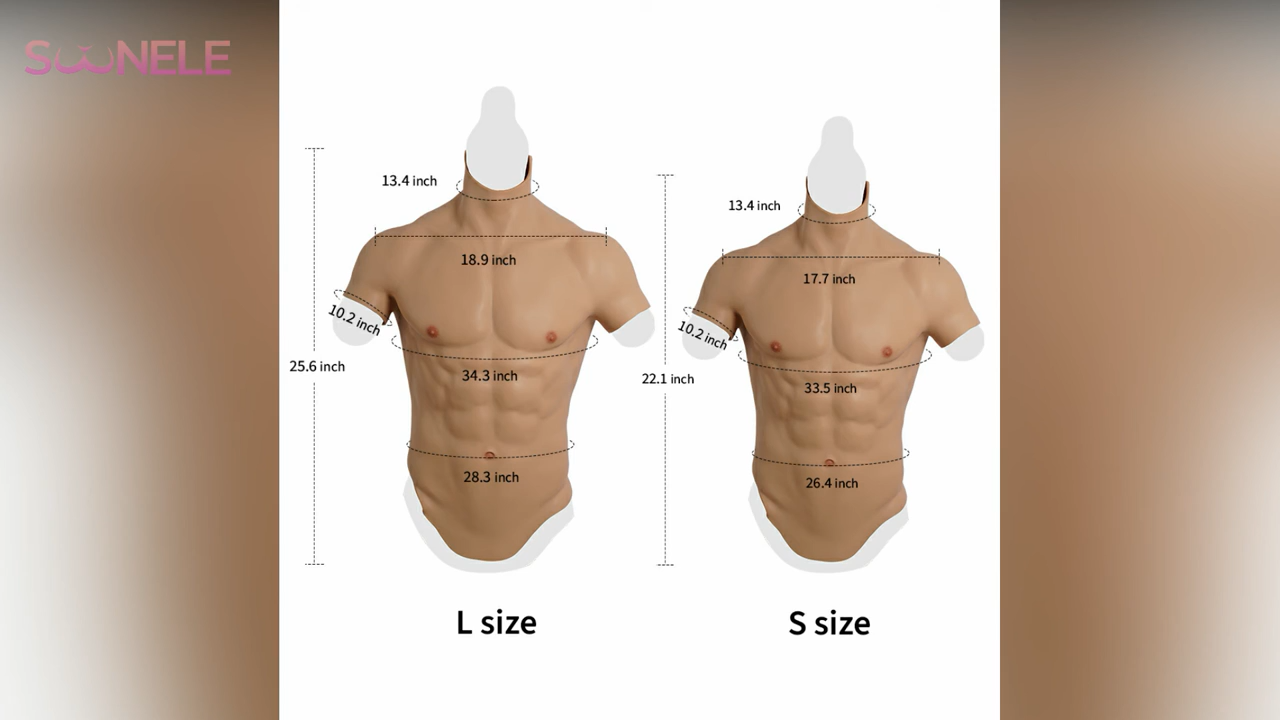 SWNELE
13.4 inch
18.9 inch
10.2 inch
25.6 inch
34.3 inch
28.3 inch
L size
13.4 inch
17.7 inch
10.2 inch
22.1 inch
33.5 inch
26.4 inch
S size